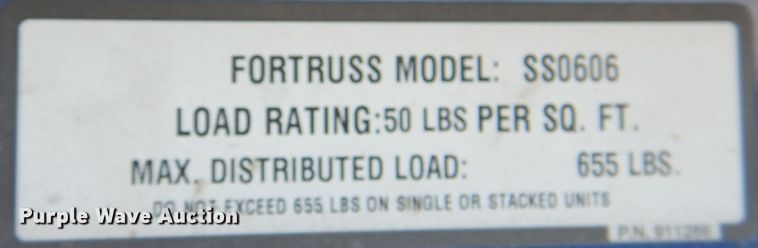 FORTRUSS MODEL: SS0606
LOAD RATING: 50 LBS PER SQ. FT.
MAX. DISTRIBUTED LOAD: 655 LBS.
DO NOT EXCEED 655 LBS ON SINGLE OR STACKED UNITS
Purple Wave Auction
P.N. 911286